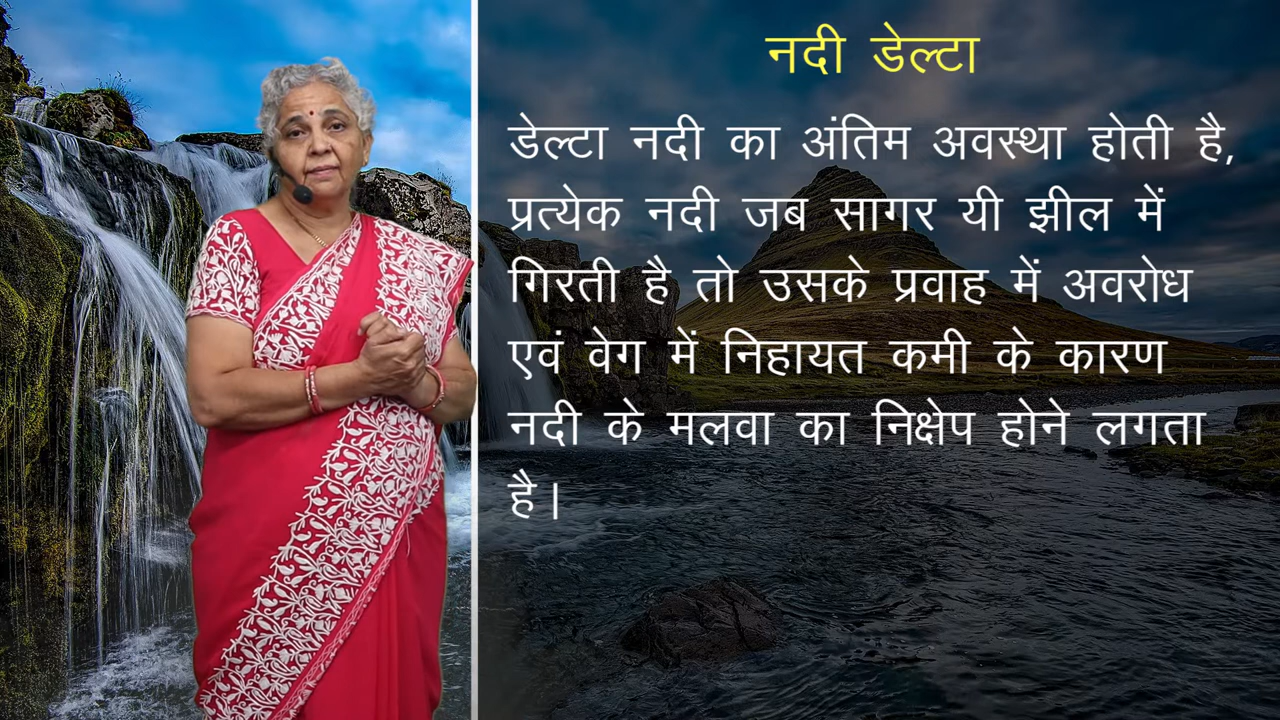 नदी डेल्टा
डेल्टा नदी का अंतिम अवस्था होती है,
प्रत्येक नदी जब सागर यी झील में
गिरती है तो उसके प्रवाह में अवरोध
एवं वेग में निहायत कमी के कारण
नदी के मलवा का निक्षेप होने लगता
है।